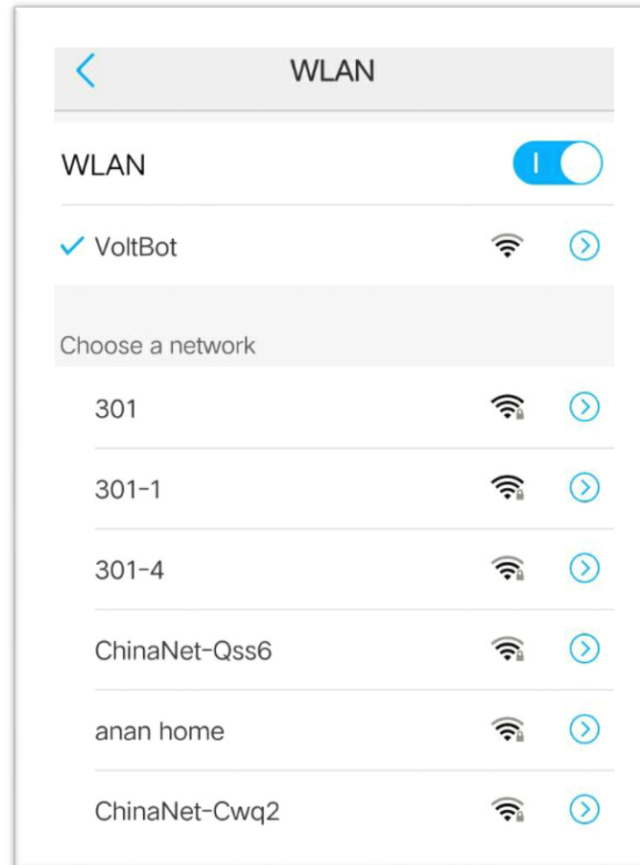 WLAN
WLAN
VoltBot
Choose a network
301
301-1
301-4
ChinaNet-Qss6
anan home
ChinaNet-Cwq2